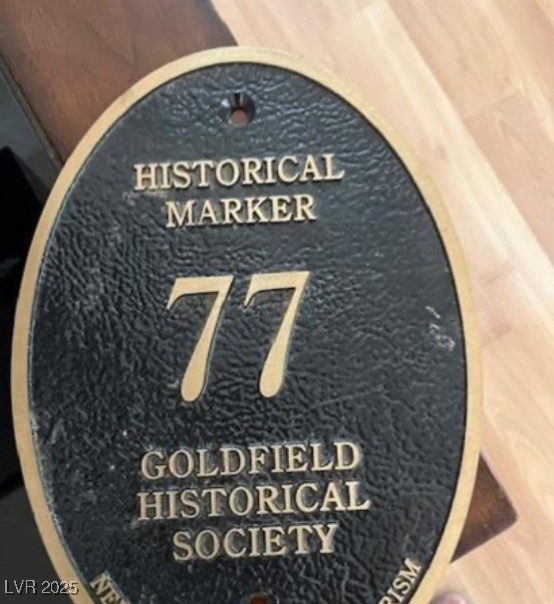 HISTORICAL
MARKER
77
GOLDFIELD
HISTORICAL
SOCIETY
LVR 2025